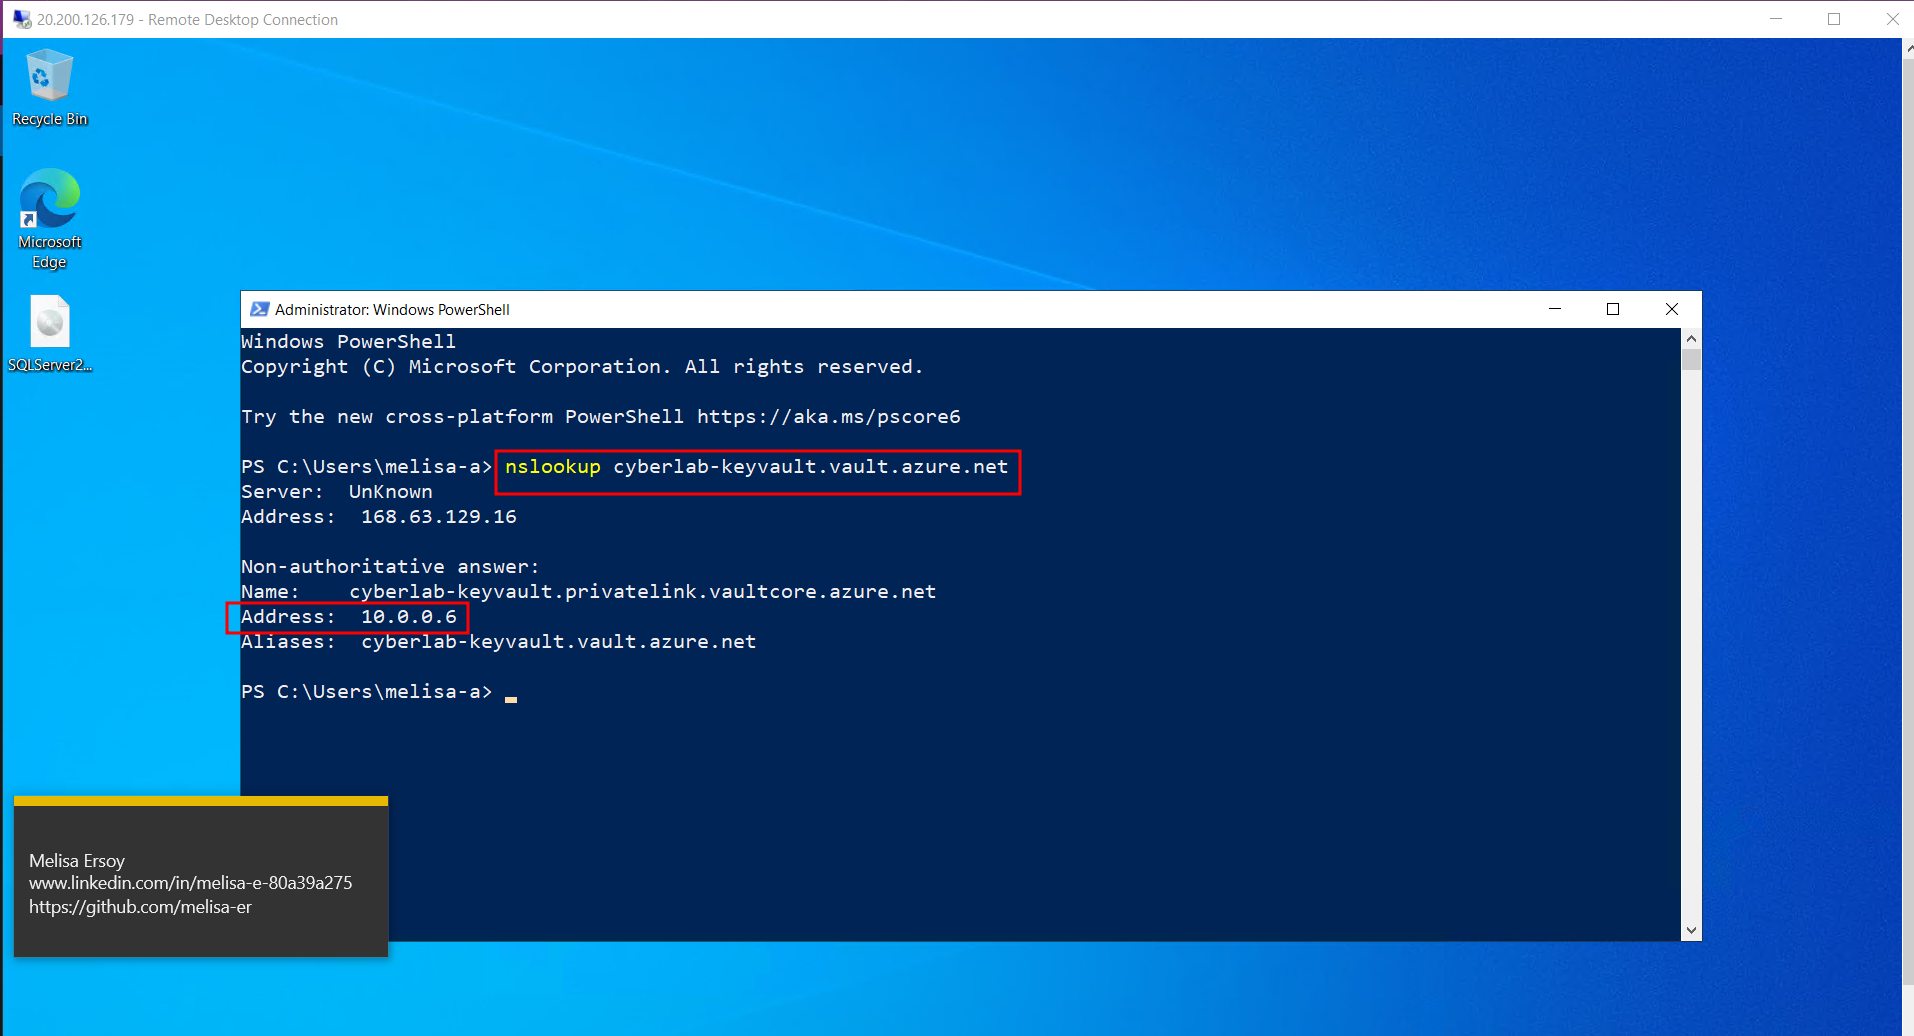 20.200.126.179 - Remote Desktop Connection
Recycle Bin
Microsoft
Edge
SQLServer2...
Administrator: Windows PowerShell
Windows PowerShell
Copyright (C) Microsoft Corporation. All rights reserved.
Try the new cross-platform PowerShell https://aka.ms/pscore6
PS C:\Users\melisa-a> nslookup cyberlab-keyvault.vault.azure.net
Server:  UnKnown
Address:  168.63.129.16
Non-authoritative answer:
Name:    cyberlab-keyvault.privatelink.vaultcore.azure.net
Address:  10.0.0.6
Aliases:  cyberlab-keyvault.vault.azure.net
PS C:\Users\melisa-a>
Melisa Ersoy
www.linkedin.com/in/melisa-e-80a39a275
https://github.com/melisa-er